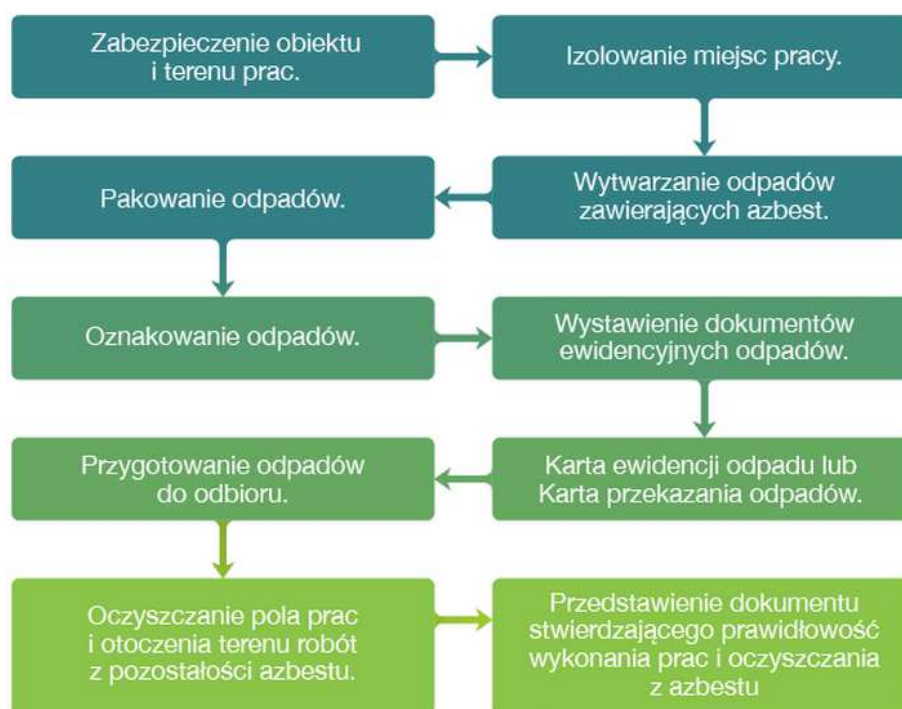 Zabezpieczenie obiektu
i terenu prac.
Izolowanie miejsc pracy.
Wytwarzanie odpadów
zawierających azbest.
Pakowanie odpadów.
Oznakowanie odpadów.
Wystawienie dokumentów
ewidencyjnych odpadów.
Karta ewidencji odpadu lub
Karta przekazania odpadów.
Przygotowanie odpadów
do odbioru.
Oczyszczanie pola prac
i otoczenia terenu robót
z pozostałości azbestu.
Przedstawienie dokumentu
stwierdzającego prawidłowość
wykonania prac i oczyszczania
z azbestu